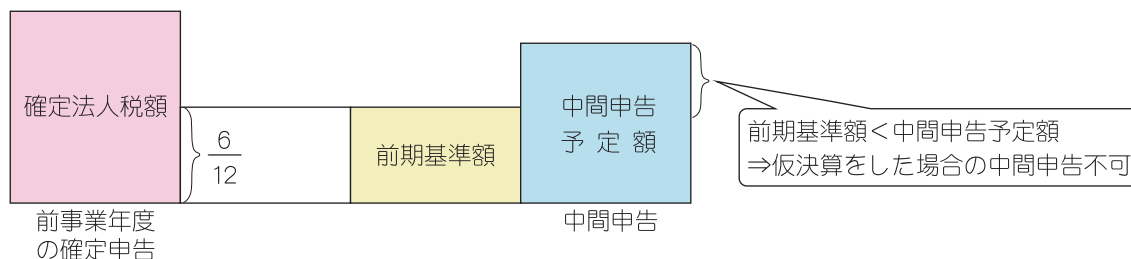 確定法人税額
6
12
前期基準額
中間申告
予定額
前期基準額<中間申告予定額
⇒仮決算をした場合の中間申告不可
前事業年度
の確定申告
中間申告